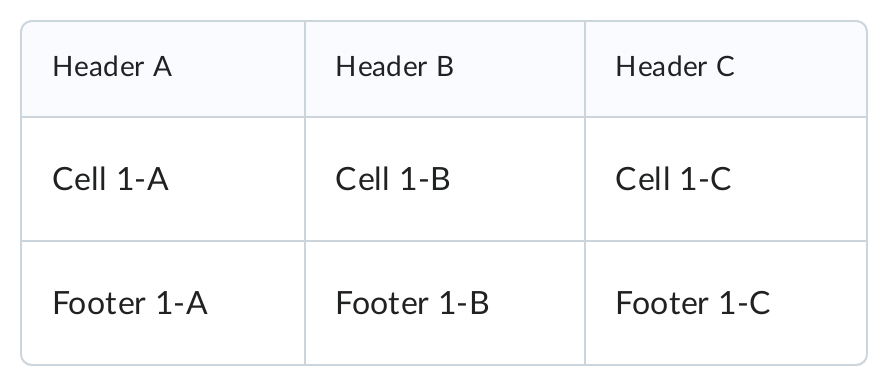 Header A Header B Header C
Cell 1-A Cell 1-B Cell 1-C
Footer 1-A Footer 1-B Footer 1-C